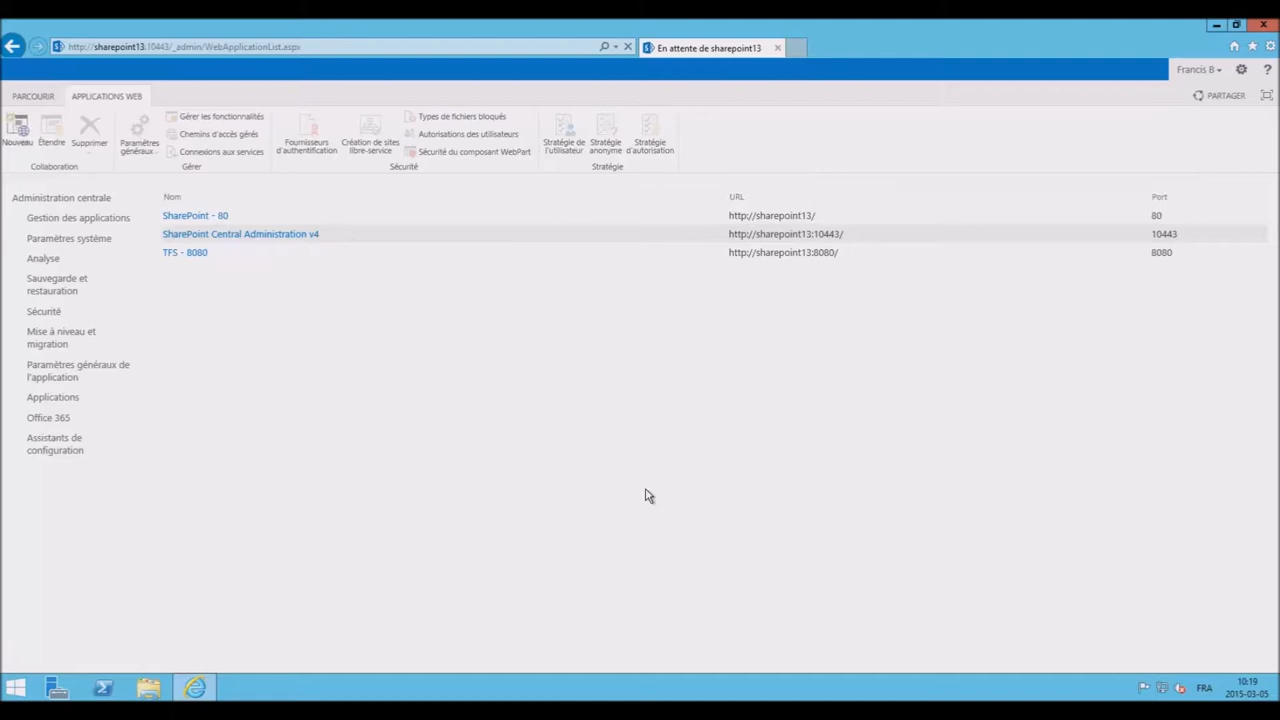 http://sharepoint13:10443/_admin/WebApplicationList.aspx
En attente de sharepoint13
Francis B
PARCOURIR
APPLICATIONS WEB
PARTAGER
Nouveau
Étendre
Supprimer
Collaboration
Paramètres
généraux
Gérer les fonctionnalités
Chemins d'accès gérés
Connexions aux services
Gérer
Fournisseurs
d'authentification
Création de sites
libre-service
Types de fichiers bloqués
Autorisations des utilisateurs
Sécurité du composant WebPart
Sécurité
Stratégie de
l'utilisateur
Stratégie
anonyme
Stratégie
d'autorisation
Stratégie
Administration centrale
Gestion des applications
Paramètres système
Analyse
Sauvegarde et
restauration
Sécurité
Mise à niveau et
migration
Paramètres généraux de
l'application
Applications
Office 365
Assistants de
configuration
Nom URL Port
SharePoint - 80 http://sharepoint13/ 80
SharePoint Central Administration v4 http://sharepoint13:10443/ 10443
TFS - 8080 http://sharepoint13:8080/ 8080
FRA
10:19
2015-03-05